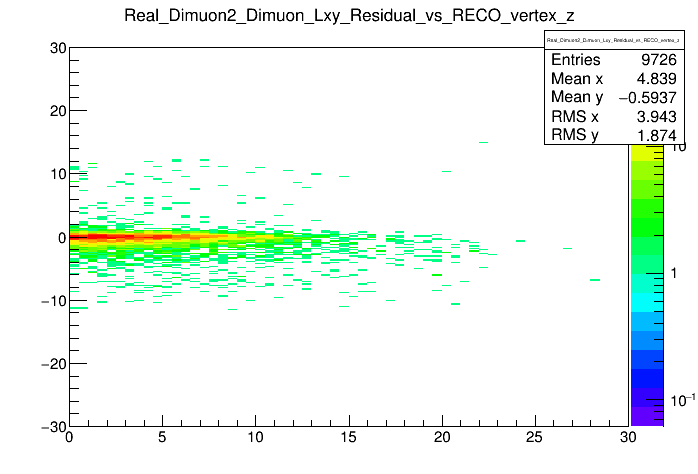 Real_Dimuon2_Dimuon_Lxy_Residual_vs_RECO_vertex_z
Real_Dimuon2_Dimuon_Lxy_Residual_vs_RECO_vertex_z
Entries 9726
Mean x 4.839
Mean y −0.5937
RMS x 3.943
RMS y 1.874
30
20
10
0
−10
−20
−30
0 5 10 15 20 25 30
10
1
10⁻¹